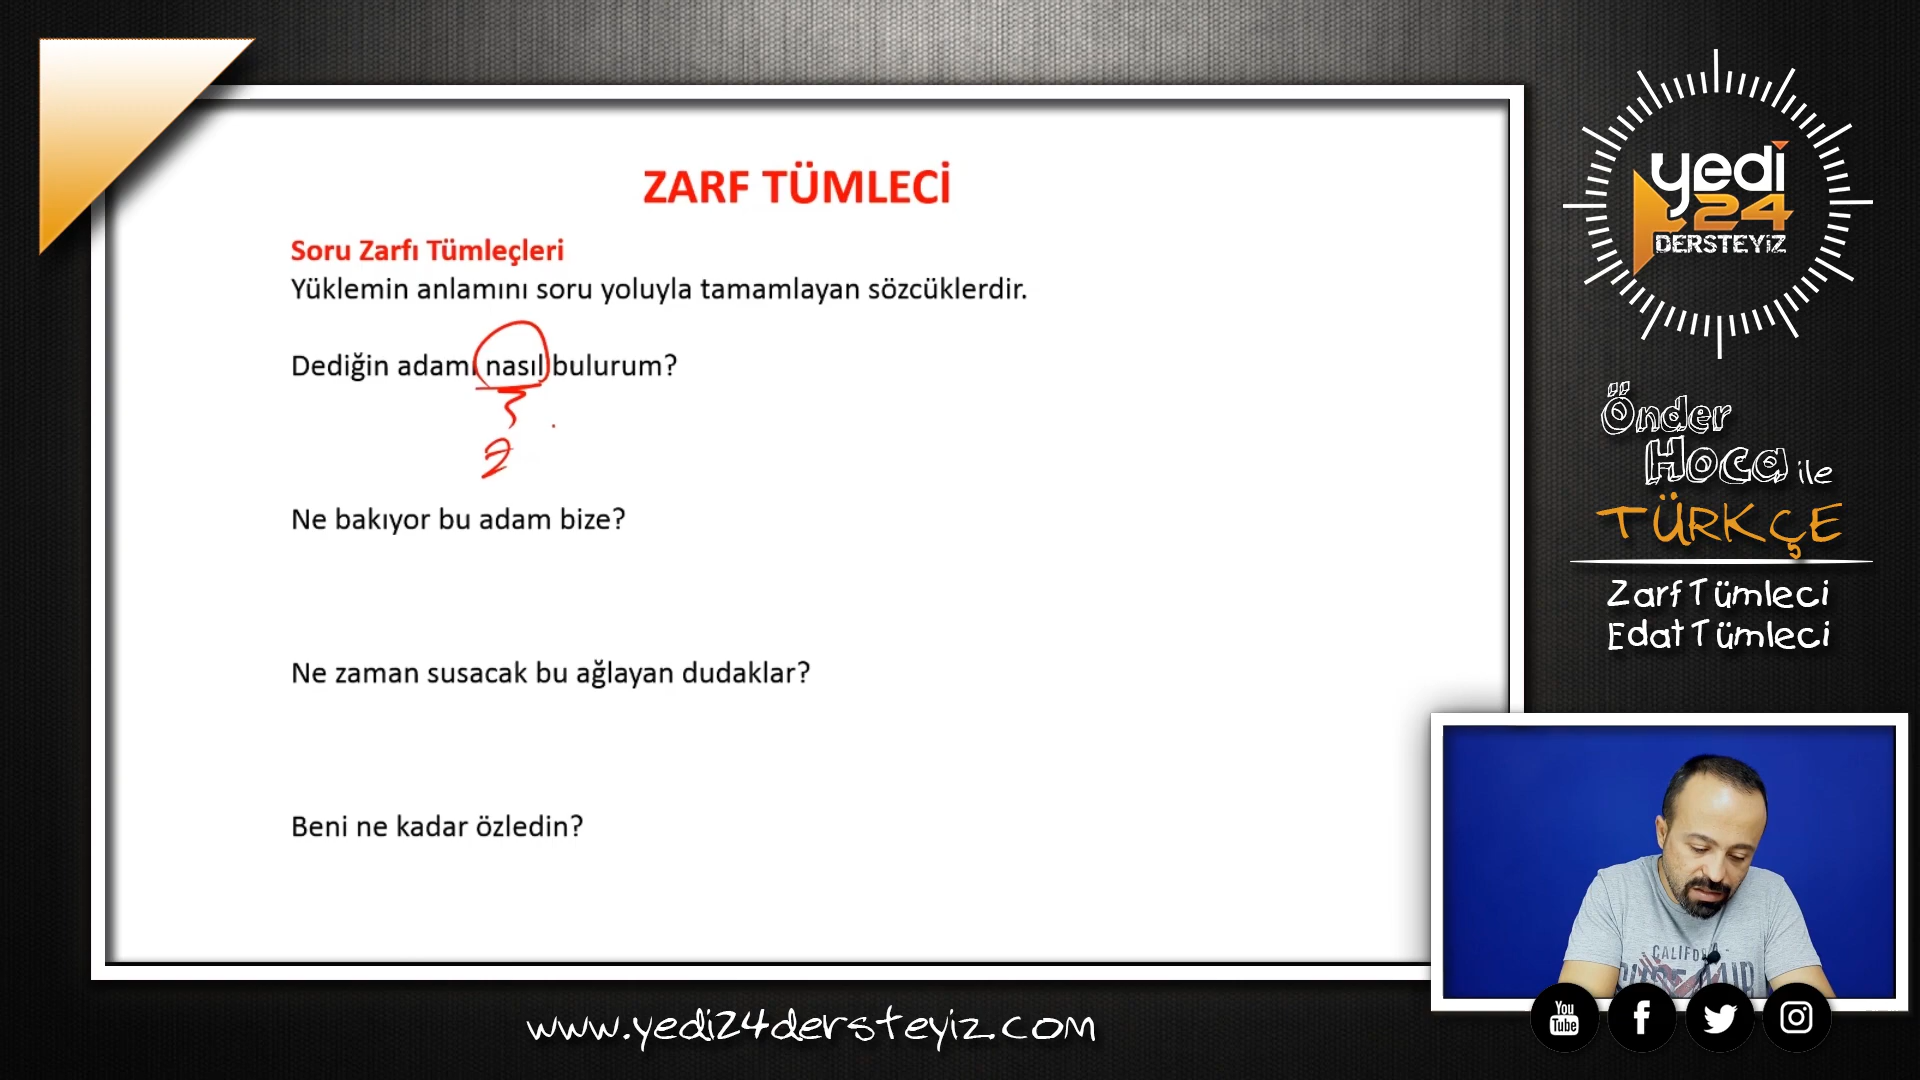 ZARF TÜMLECİ
Soru Zarfı Tümleçleri
Yüklemin anlamını soru yoluyla tamamlayan sözcüklerdir.
Dediğin adamı nasıl bulurum?
Ne bakıyor bu adam bize?
Ne zaman susacak bu ağlayan dudaklar?
Beni ne kadar özledin?
yedi
24
DERSTEYİZ
Önder
Hoca ile
TÜRKÇE
Zarf Tümleci
Edat Tümleci
www.yedi24dersteyiz.com
You
Tube